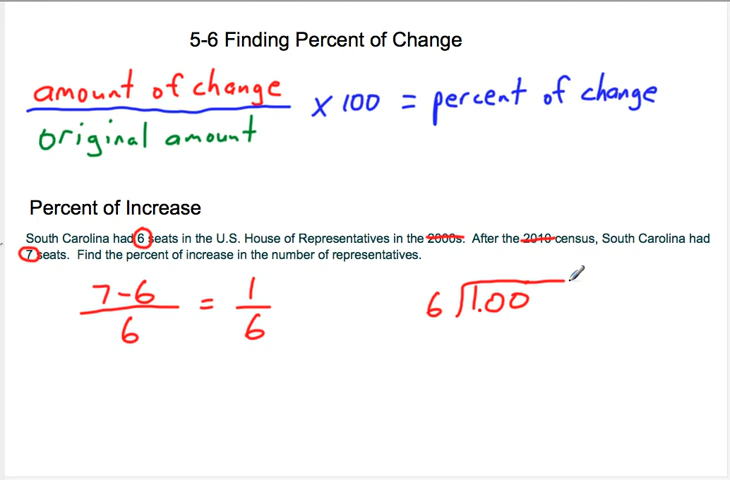 5-6 Finding Percent of Change
amount of change
original amount
x 100 = percent of change
Percent of Increase
South Carolina had 6 seats in the U.S. House of Representatives in the 2000s. After the 2010 census, South Carolina had
7 seats. Find the percent of increase in the number of representatives.
7-6
6
=
1
6
6
1.00